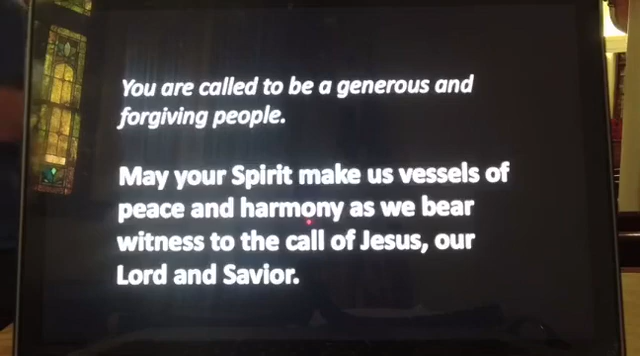 You are called to be a generous and
forgiving people.
May your Spirit make us vessels of
peace and harmony as we bear
witness to the call of Jesus, our
Lord and Savior.